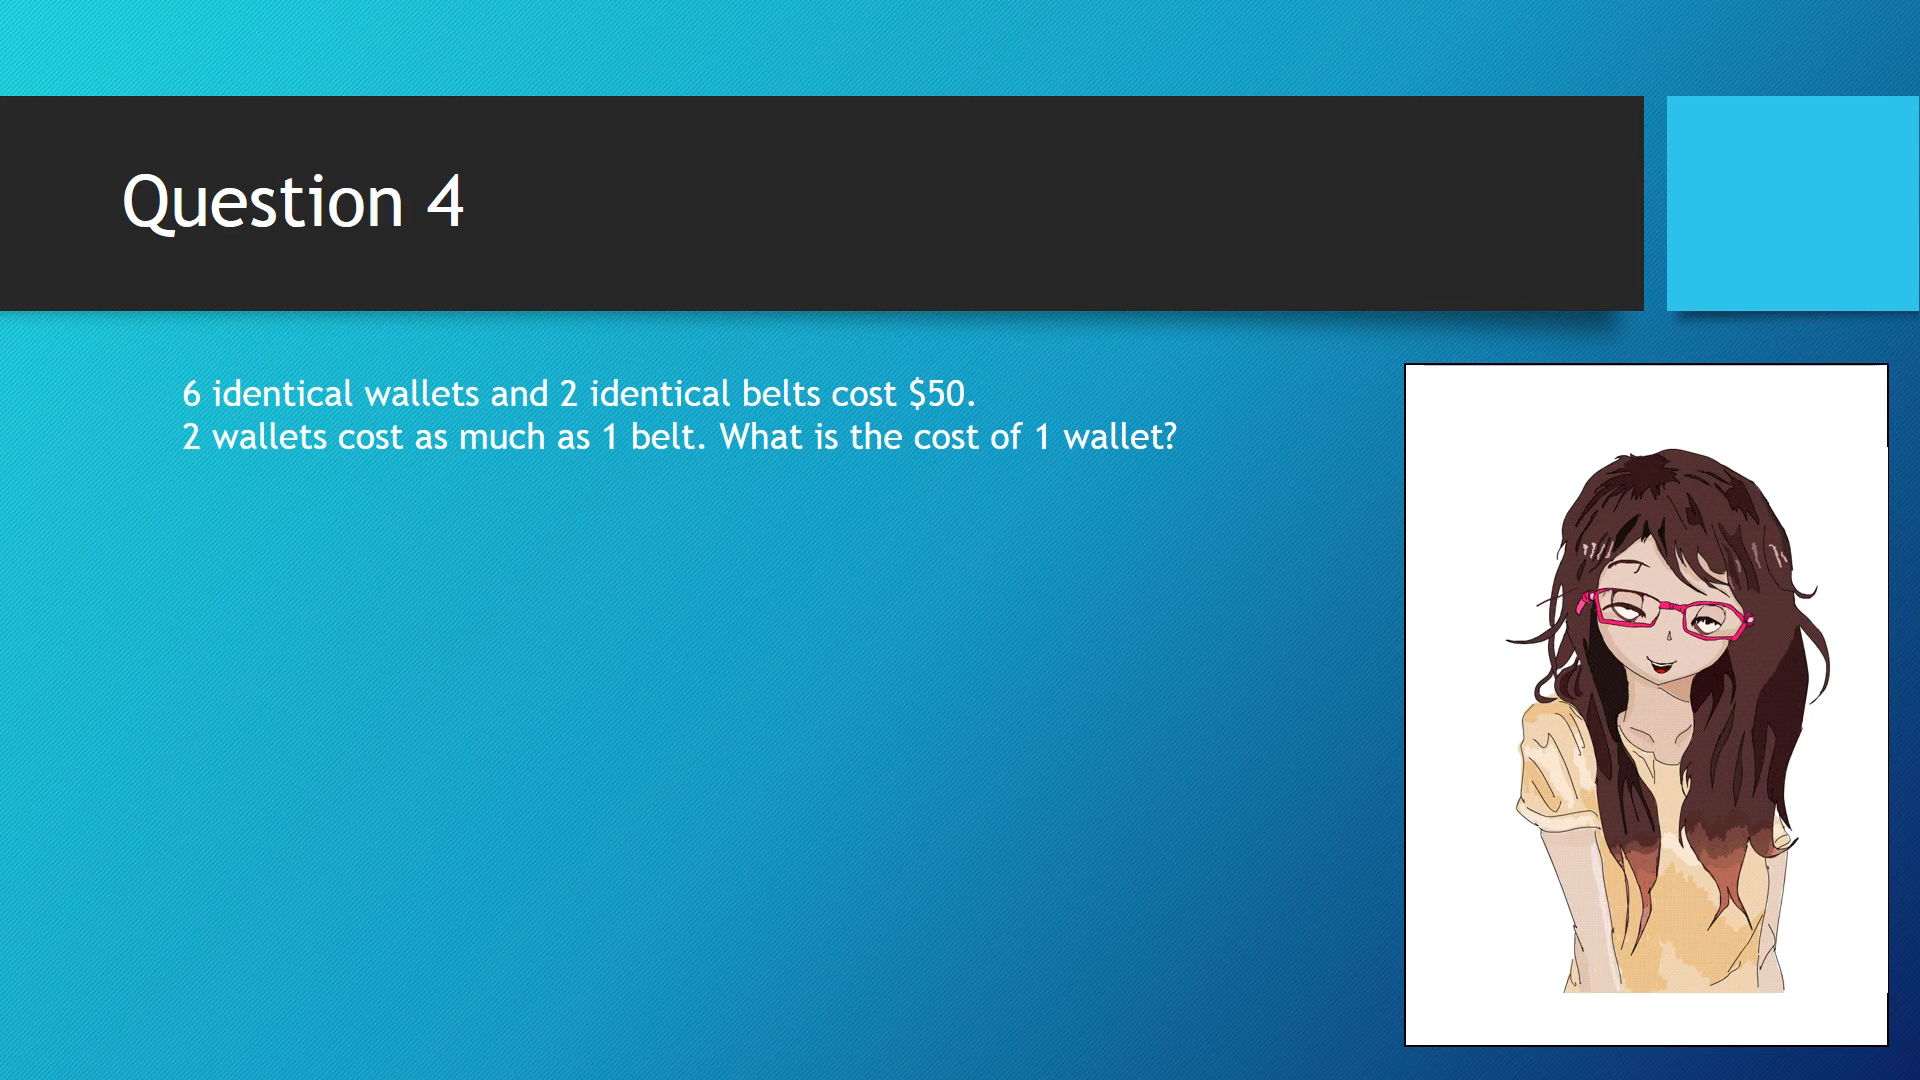 Question 4
6 identical wallets and 2 identical belts cost $50.
2 wallets cost as much as 1 belt. What is the cost of 1 wallet?